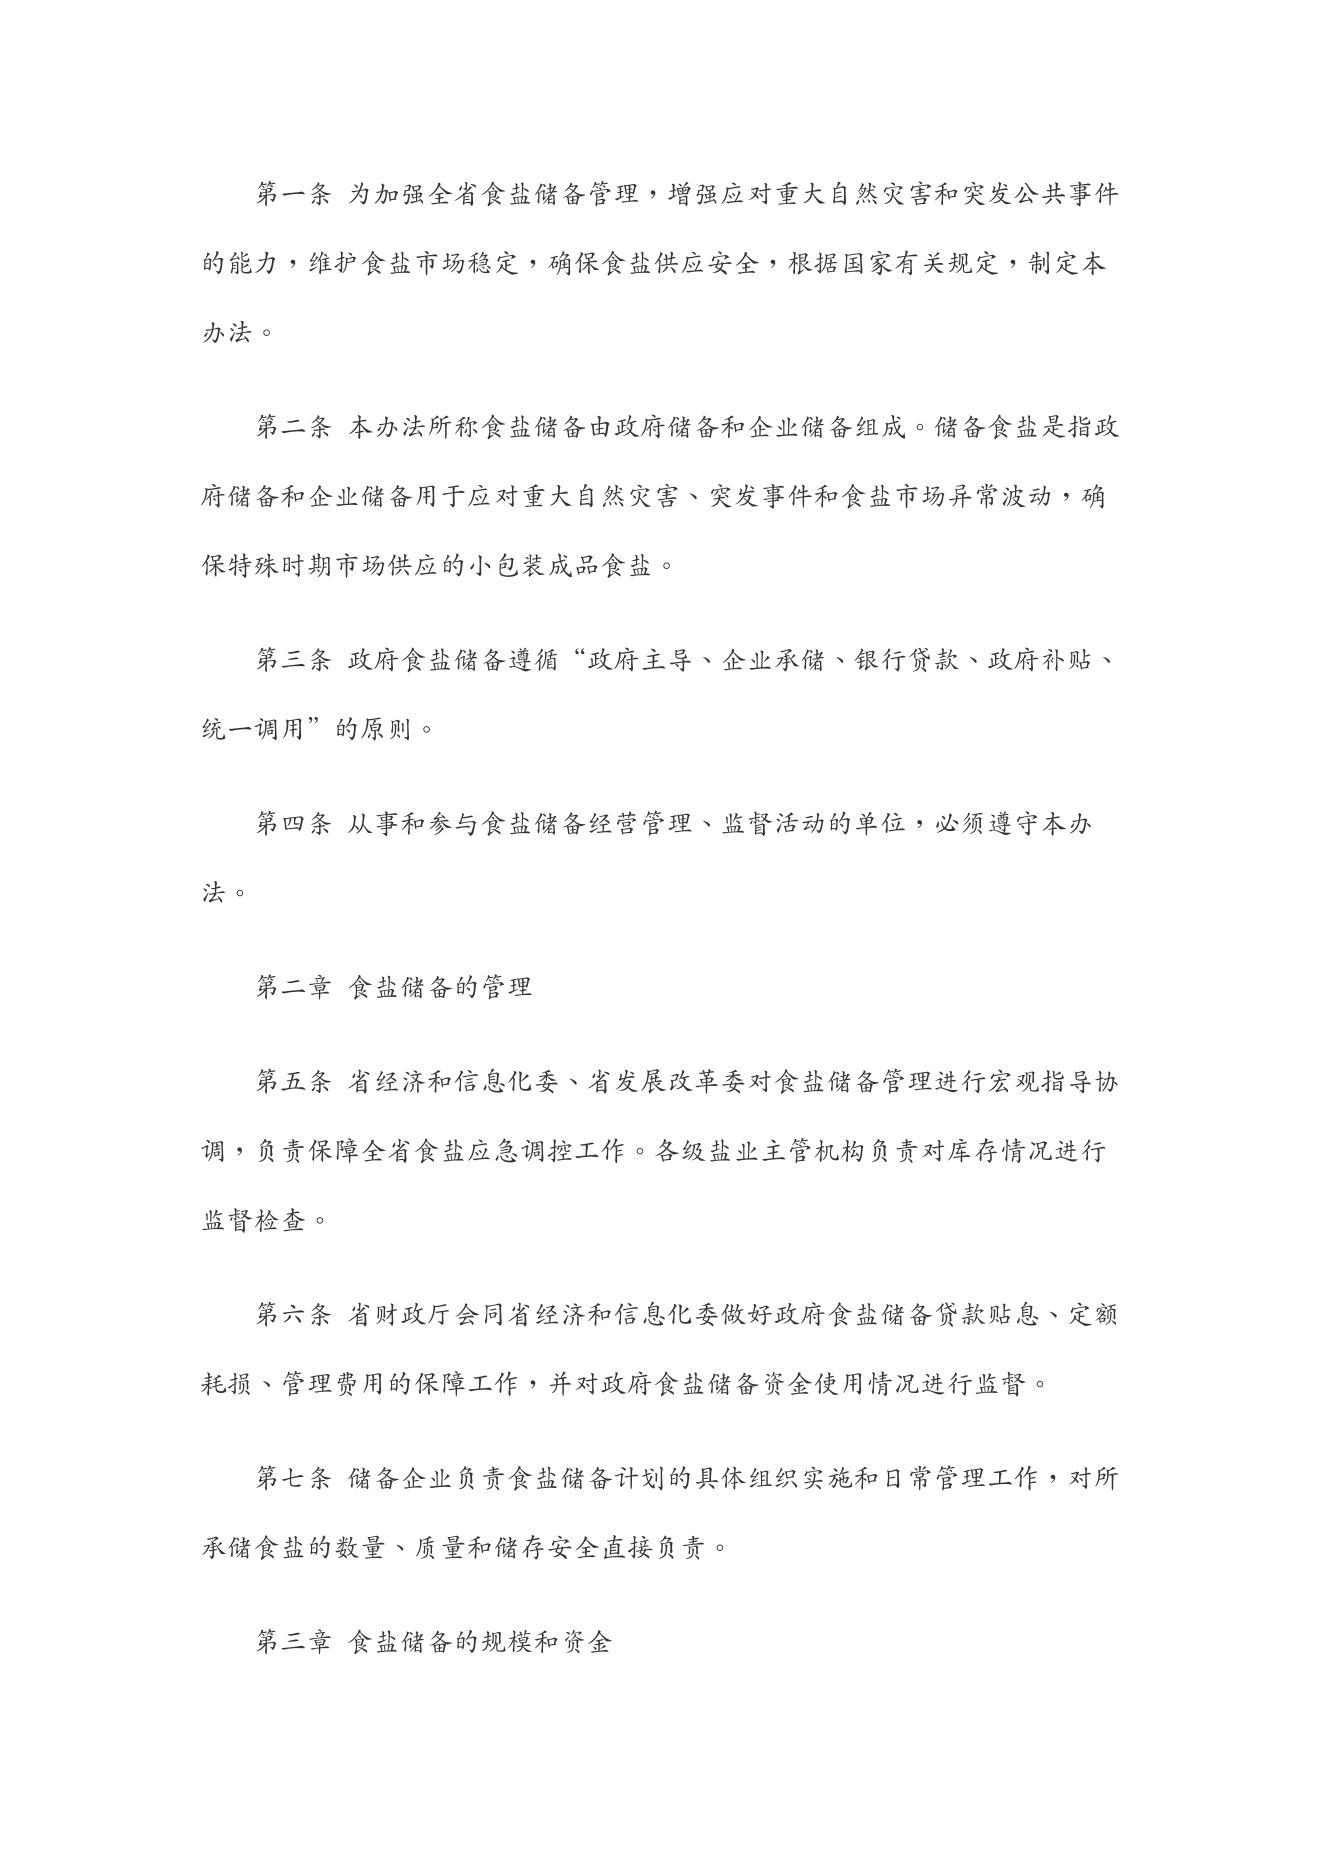 第一条 为加强全省食盐储备管理，增强应对重大自然灾害和突发公共事件
的能力，维护食盐市场稳定，确保食盐供应安全，根据国家有关规定，制定本
办法。
第二条 本办法所称食盐储备由政府储备和企业储备组成。储备食盐是指政
府储备和企业储备用于应对重大自然灾害、突发事件和食盐市场异常波动，确
保特殊时期市场供应的小包装成品食盐。
第三条 政府食盐储备遵循“政府主导、企业承储、银行贷款、政府补贴、
统一调用”的原则。
第四条 从事和参与食盐储备经营管理、监督活动的单位，必须遵守本办
法。
第二章 食盐储备的管理
第五条 省经济和信息化委、省发展改革委对食盐储备管理进行宏观指导协
调，负责保障全省食盐应急调控工作。各级盐业主管机构负责对库存情况进行
监督检查。
第六条 省财政厅会同省经济和信息化委做好政府食盐储备贷款贴息、定额
耗损、管理费用的保障工作，并对政府食盐储备资金使用情况进行监督。
第七条 储备企业负责食盐储备计划的具体组织实施和日常管理工作，对所
承储食盐的数量、质量和储存安全直接负责。
第三章 食盐储备的规模和资金